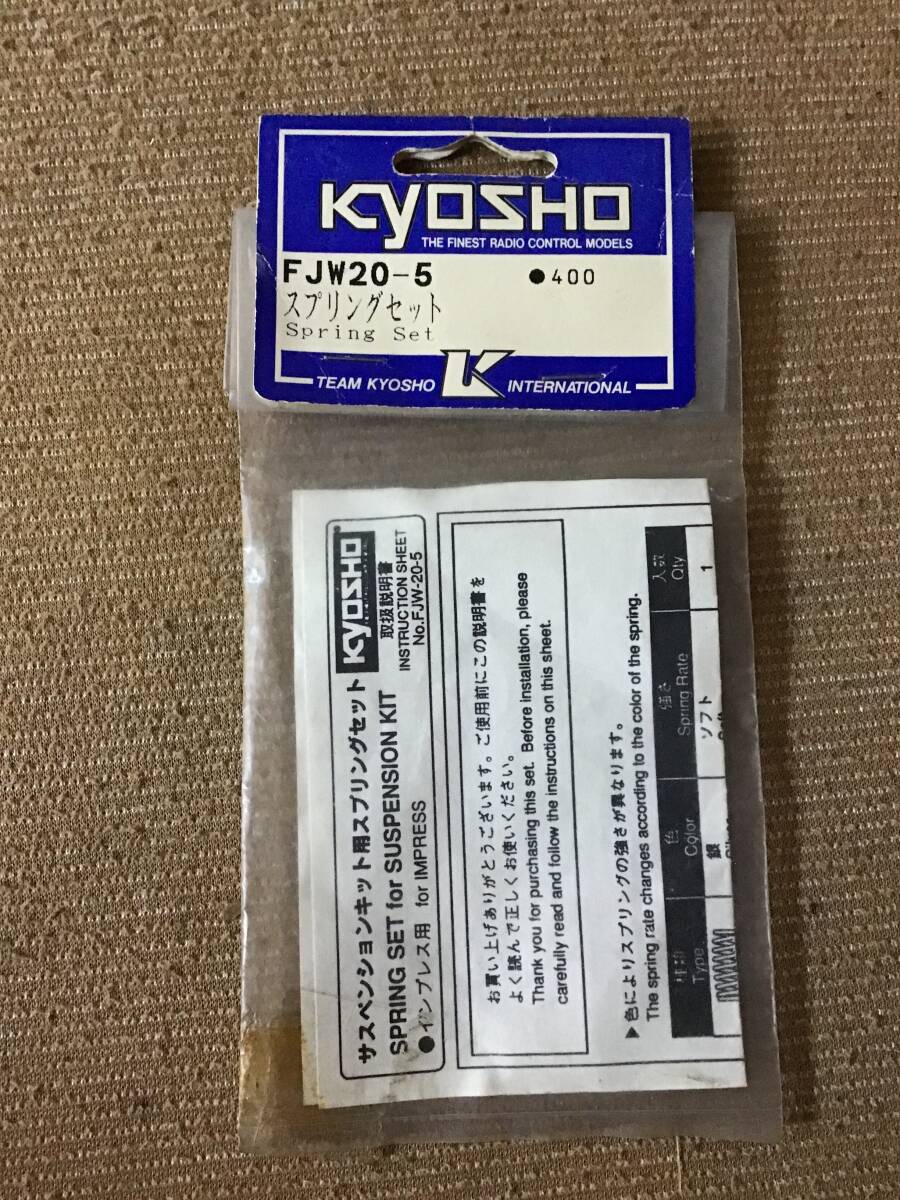 KYOSHO
THE FINEST RADIO CONTROL MODELS
FJW20-5 ●400
スプリングセット
Spring Set
TEAM KYOSHO K INTERNATIONAL
サスペンションキット用スプリングセット
SPRING SET for SUSPENSION KIT
●インプレス用 for IMPRESS
KYOSHO
取扱説明書
INSTRUCTION SHEET
No.FJW-20-5
お買い上げありがとうございます。ご使用前にこの説明書を
よく読んで正しくお使いください。
Thank you for purchasing this set. Before installation, please
carefully read and follow the instructions on this sheet.
▶色によりスプリングの強さが異なります。
The spring rate changes according to the color of the spring.
種類 色 強さ 入数
Type Color Spring Rate Qty
銀 ソフト 1